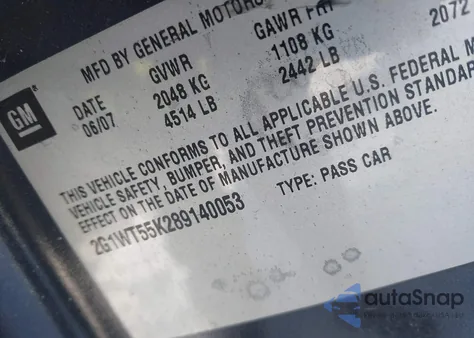 MFD BY GENERAL MOTORS
DATE GVWR GAWR FRT
06/07 2048 KG 1108 KG 2072
4514 LB 2442 LB
GM
THIS VEHICLE CONFORMS TO ALL APPLICABLE U.S. FEDERAL M
VEHICLE SAFETY, BUMPER, AND THEFT PREVENTION STANDAR
EFFECT ON THE DATE OF MANUFACTURE SHOWN ABOVE.
2G1WT55K289140053 TYPE: PASS CAR
autoSnap